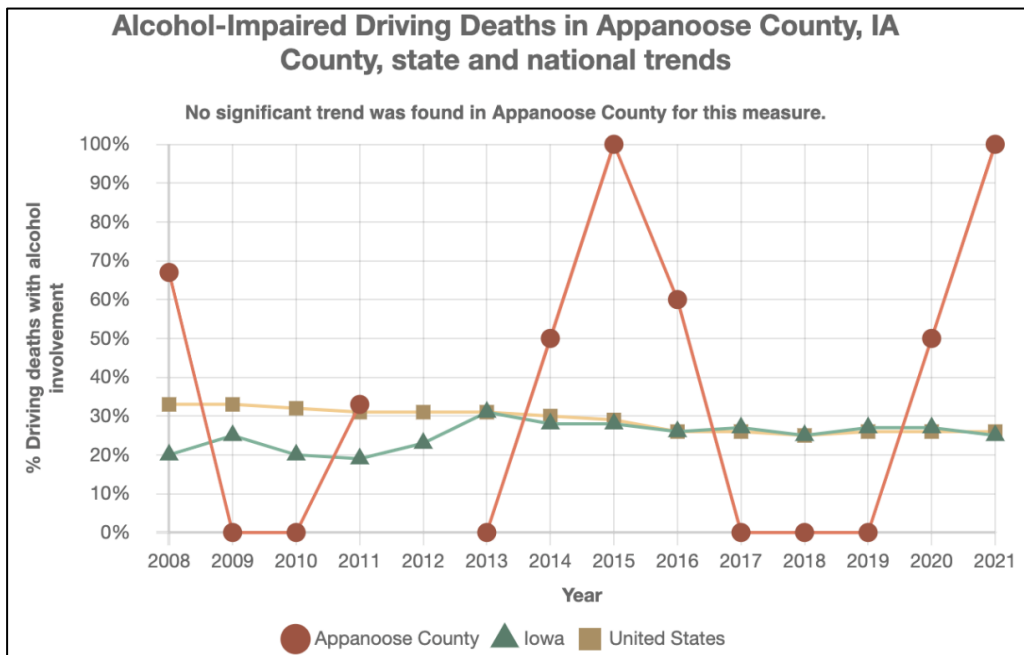 Alcohol-Impaired Driving Deaths in Appanoose County, IA
County, state and national trends
No significant trend was found in Appanoose County for this measure.
% Driving deaths with alcohol
involvement
100%
90%
80%
70%
60%
50%
40%
30%
20%
10%
0%
2008 2009 2010 2011 2012 2013 2014 2015 2016 2017 2018 2019 2020 2021
Year
Appanoose County Iowa United States